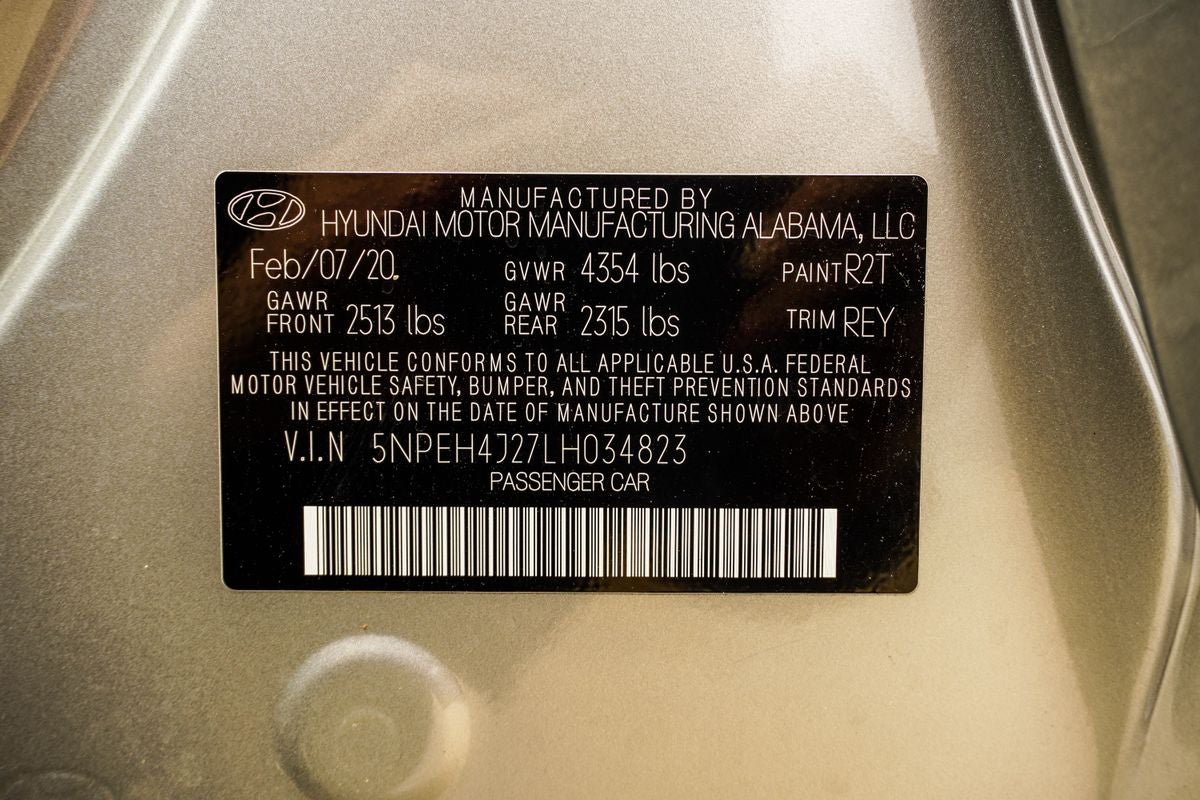 MANUFACTURED BY
HYUNDAI MOTOR MANUFACTURING ALABAMA, LLC
Feb/07/20. GVWR 4354 lbs PAINT R2T
GAWR FRONT 2513 lbs GAWR REAR 2315 lbs TRIM REY
THIS VEHICLE CONFORMS TO ALL APPLICABLE U.S.A. FEDERAL
MOTOR VEHICLE SAFETY, BUMPER, AND THEFT PREVENTION STANDARDS
IN EFFECT ON THE DATE OF MANUFACTURE SHOWN ABOVE
V.I.N 5NPEH4J27LH034823
PASSENGER CAR